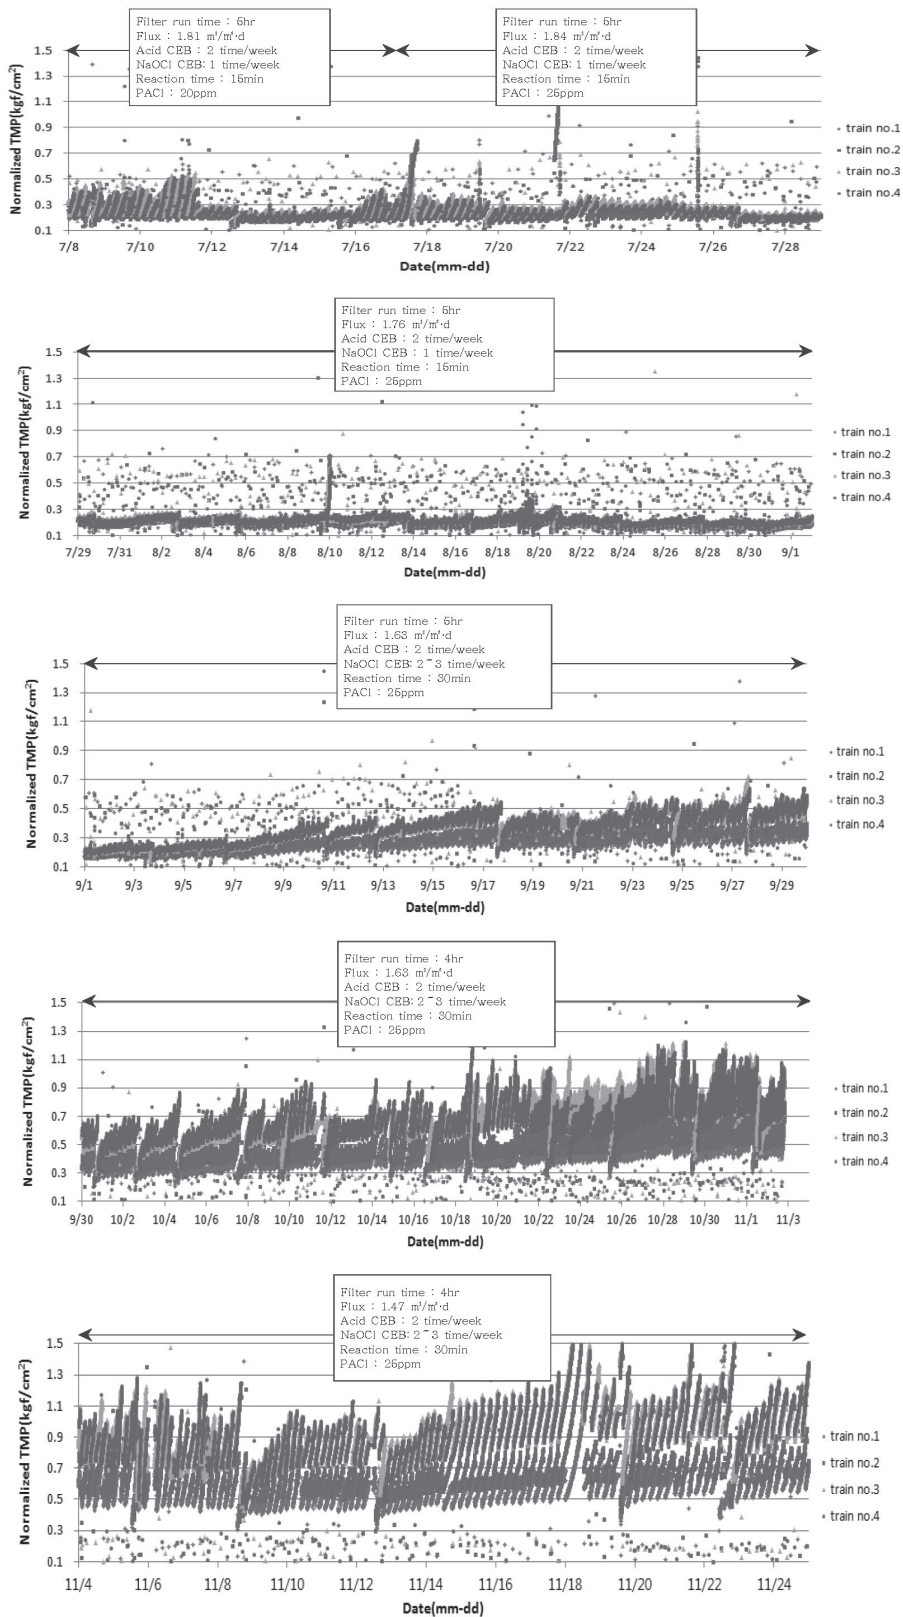 Filter run time : 5hr
Flux : 1.81 m³/m²·d
Acid CEB : 2 time/week
NaOCl CEB: 1 time/week
Reaction time : 15min
PACl : 20ppm
Filter run time : 5hr
Flux : 1.84 m³/m²·d
Acid CEB : 2 time/week
NaOCl CEB: 1 time/week
Reaction time : 15min
PACl : 25ppm
Normalized TMP(kgf/cm²)
1.5
1.3
1.1
0.9
0.7
0.5
0.3
0.1
7/8 7/10 7/12 7/14 7/16 7/18 7/20 7/22 7/24 7/26 7/28
Date(mm-dd)
train no.1
train no.2
train no.3
train no.4
Filter run time : 5hr
Flux : 1.76 m³/m²·d
Acid CEB : 2 time/week
NaOCl CEB : 1 time/week
Reaction time : 15min
PACl : 25ppm
Normalized TMP(kgf/cm²)
1.5
1.3
1.1
0.9
0.7
0.5
0.3
0.1
7/29 7/31 8/2 8/4 8/6 8/8 8/10 8/12 8/14 8/16 8/18 8/20 8/22 8/24 8/26 8/28 8/30 9/1
Date(mm-dd)
train no.1
train no.2
train no.3
train no.4
Filter run time : 5hr
Flux : 1.63 m³/m²·d
Acid CEB : 2 time/week
NaOCl CEB: 2~3 time/week
Reaction time : 30min
PACl : 25ppm
Normalized TMP(kgf/cm²)
1.5
1.3
1.1
0.9
0.7
0.5
0.3
0.1
9/1 9/3 9/5 9/7 9/9 9/11 9/13 9/15 9/17 9/19 9/21 9/23 9/25 9/27 9/29
Date(mm-dd)
train no.1
train no.2
train no.3
train no.4
Filter run time : 4hr
Flux : 1.63 m³/m²·d
Acid CEB : 2 time/week
NaOCl CEB: 2~3 time/week
Reaction time : 30min
PACl : 25ppm
Normalized TMP(kgf/cm²)
1.5
1.3
1.1
0.9
0.7
0.5
0.3
0.1
9/30 10/2 10/4 10/6 10/8 10/10 10/12 10/14 10/16 10/18 10/20 10/22 10/24 10/26 10/28 10/30 11/1 11/3
Date(mm-dd)
train no.1
train no.2
train no.3
train no.4
Filter run time : 4hr
Flux : 1.47 m³/m²·d
Acid CEB : 2 time/week
NaOCl CEB: 2~3 time/week
Reaction time : 30min
PACl : 25ppm
Normalized TMP(kgf/cm²)
1.5
1.3
1.1
0.9
0.7
0.5
0.3
0.1
11/4 11/6 11/8 11/10 11/12 11/14 11/16 11/18 11/20 11/22 11/24
Date(mm-dd)
train no.1
train no.2
train no.3
train no.4